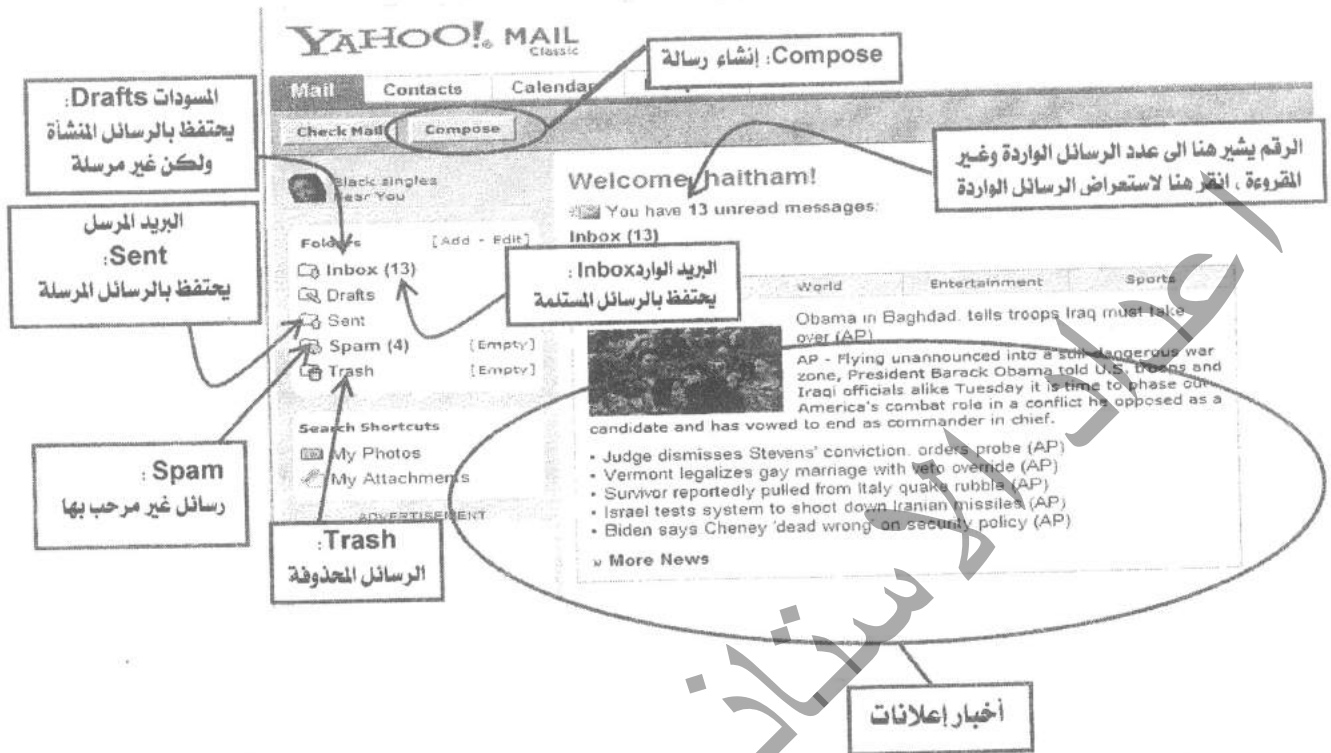 YAHOO! MAIL
Classic
Compose: إنشاء رسالة
Mail Contacts Calendar
Check Mail Compose
المسودات Drafts:
يحتفظ بالرسائل المنشأة
ولكن غير مرسلة
الرقم يشير هنا الى عدد الرسائل الواردة وغير
المقروءة ، انقر هنا لاستعراض الرسائل الواردة
Black singles
Near You
Welcome, haitham!
You have 13 unread messages:
Inbox (13)
البريد المرسل
Sent:
يحتفظ بالرسائل المرسلة
Folders [Add - Edit]
Inbox (13)
Drafts
Sent
Spam (4) [Empty]
Trash [Empty]
البريد الوارد Inbox:
يحتفظ بالرسائل المستلمة
World Entertainment Sports
Obama in Baghdad, tells troops Iraq must take
over (AP)
AP - Flying unannounced into a still-dangerous war
zone, President Barack Obama told U.S. troops and
Iraqi officials alike Tuesday it is time to phase out
America's combat role in a conflict he opposed as a
candidate and has vowed to end as commander in chief.
• Judge dismisses Stevens' conviction, orders probe (AP)
• Vermont legalizes gay marriage with veto override (AP)
• Survivor reportedly pulled from Italy quake rubble (AP)
• Israel tests system to shoot down Iranian missiles (AP)
• Biden says Cheney 'dead wrong' on security policy (AP)
» More News
Search Shortcuts
My Photos
My Attachments
ADVERTISEMENT
Spam:
رسائل غير مرحب بها
Trash:
الرسائل المحذوفة
أخبار إعلانات
اعداد الاستاذ